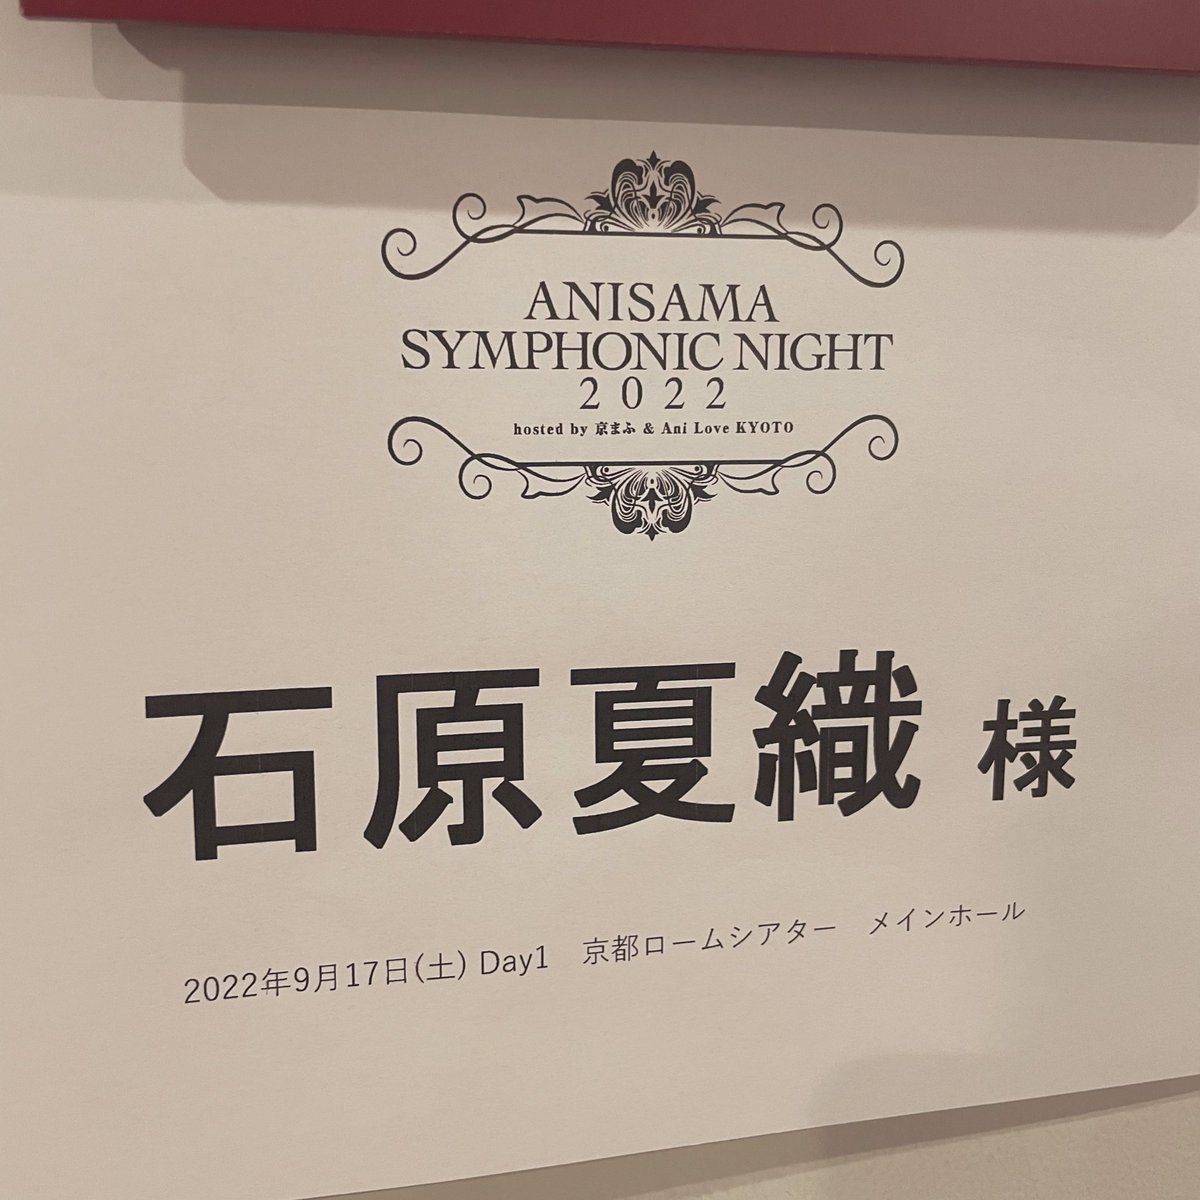 ANISAMA
SYMPHONIC NIGHT
2022
hosted by 京まふ & Ani Love KYOTO
石原夏織 様
2022年9月17日(土) Day1　京都ロームシアター　メインホール